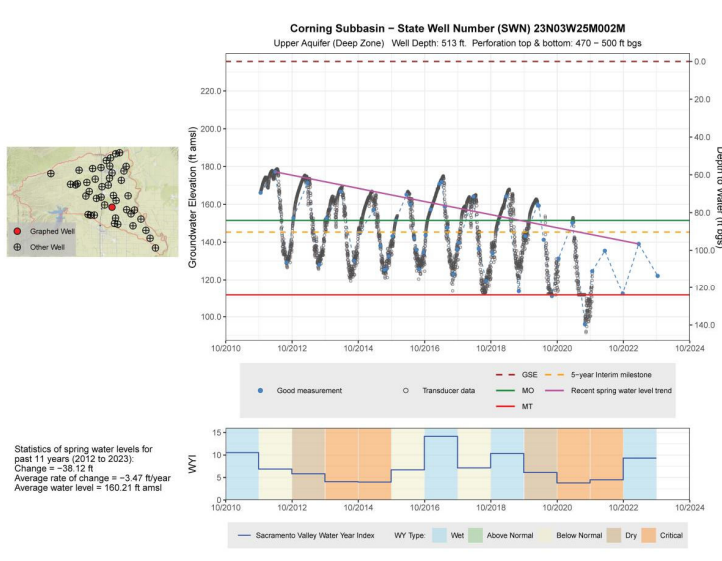 Corning Subbasin − State Well Number (SWN) 23N03W25M002M
Upper Aquifer (Deep Zone) Well Depth: 513 ft. Perforation top & bottom: 470 − 500 ft bgs
Groundwater Elevation (ft amsl)
220.0
200.0
180.0
160.0
140.0
120.0
100.0
0.0
20.0
40.0
60.0
80.0
100.0
120.0
140.0
Depth to Water (ft bgs)
10/2010
10/2012
10/2014
10/2016
10/2018
10/2020
10/2022
10/2024
Graphed Well
Other Well
Good measurement
Transducer data
GSE
MO
MT
5−year Interim milestone
Recent spring water level trend
Statistics of spring water levels for
past 11 years (2012 to 2023):
Change = −38.12 ft
Average rate of change = −3.47 ft/year
Average water level = 160.21 ft amsl
WYI
15
10
5
0
10/2010
10/2012
10/2014
10/2016
10/2018
10/2020
10/2022
10/2024
Sacramento Valley Water Year Index WY Type: Wet Above Normal Below Normal Dry Critical